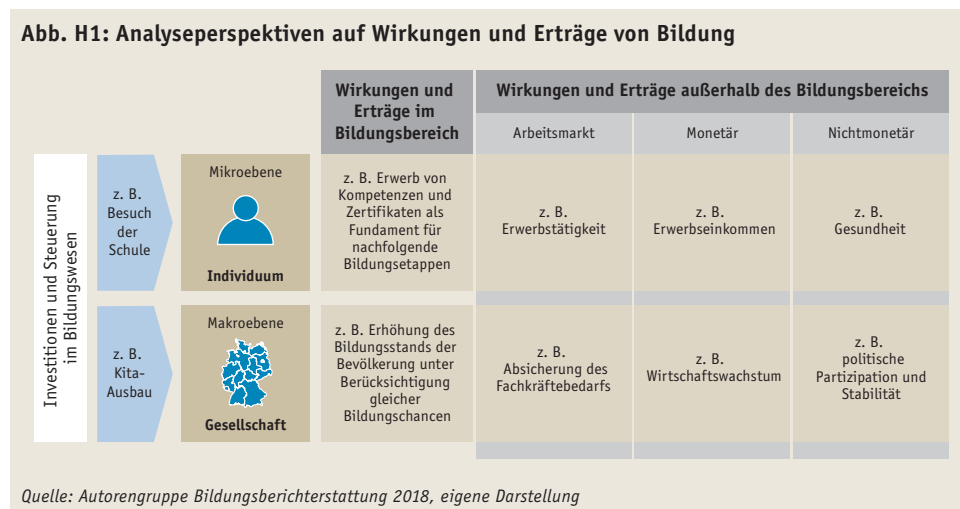 Abb. H1: Analyseperspektiven auf Wirkungen und Erträge von Bildung
Wirkungen und
Erträge im
Bildungsbereich
Wirkungen und Erträge außerhalb des Bildungsbereichs
Arbeitsmarkt
Monetär
Nichtmonetär
Investitionen und Steuerung
im Bildungswesen
z. B.
Besuch
der
Schule
Mikroebene
Individuum
z. B. Erwerb von
Kompetenzen und
Zertifikaten als
Fundament für
nachfolgende
Bildungsetappen
z. B.
Erwerbstätigkeit
z. B.
Erwerbseinkommen
z. B.
Gesundheit
z. B.
Kita-
Ausbau
Makroebene
Gesellschaft
z. B. Erhöhung des
Bildungsstands der
Bevölkerung unter
Berücksichtigung
gleicher
Bildungschancen
z. B.
Absicherung des
Fachkräftebedarfs
z. B.
Wirtschaftswachstum
z. B.
politische
Partizipation und
Stabilität
Quelle: Autorengruppe Bildungsberichterstattung 2018, eigene Darstellung